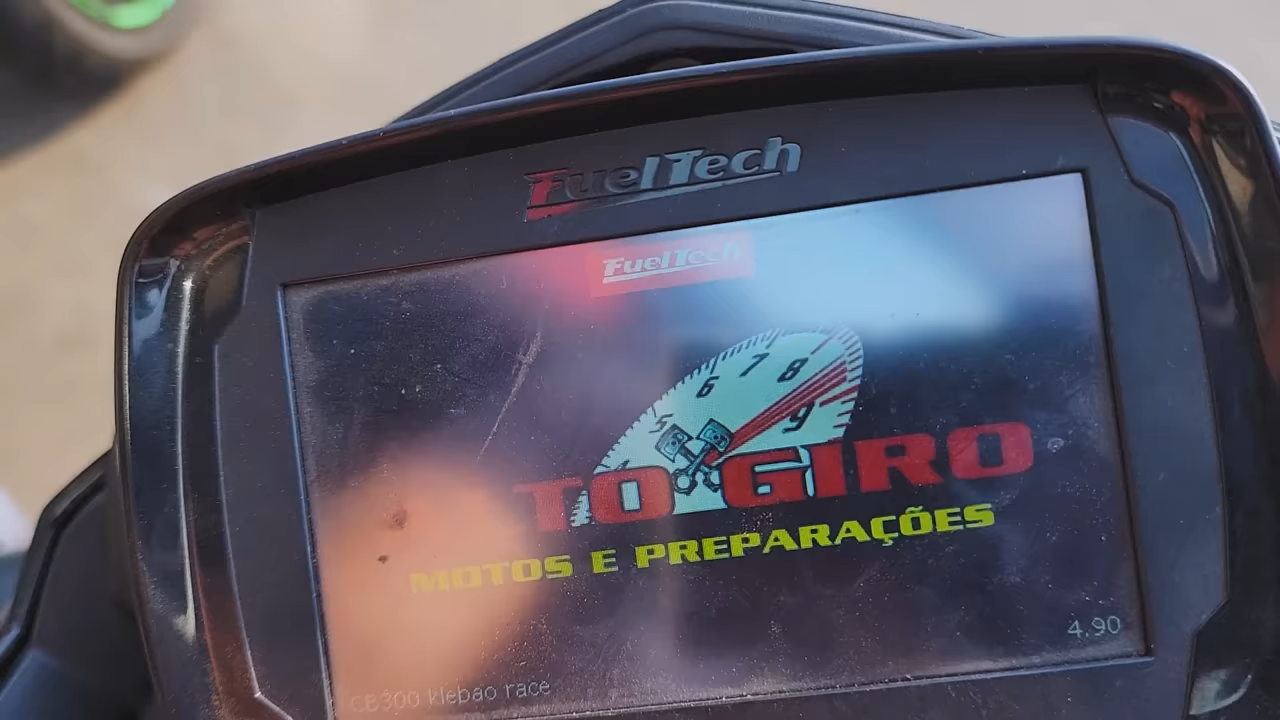 FuelTech
FuelTech
5 6 7 8 9
TO GIRO
MOTOS E PREPARAÇÕES
4.90
CB300 klebao race